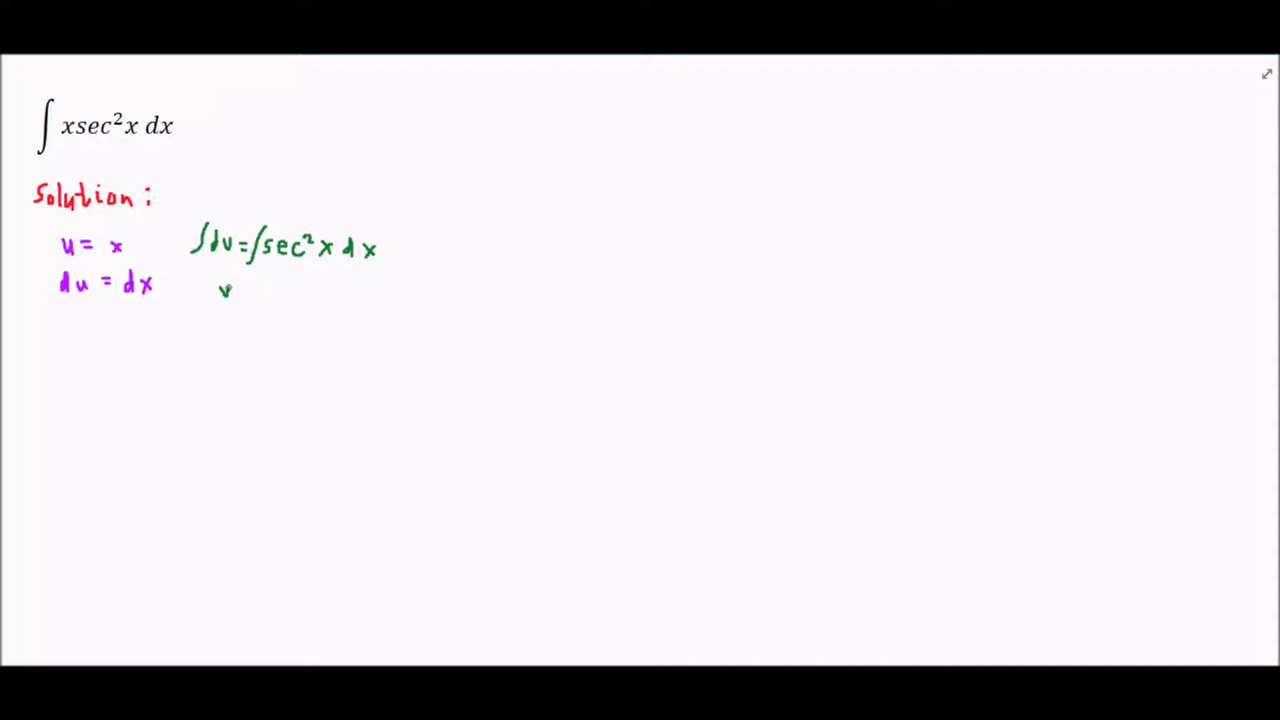 ∫ xsec²x dx
Solution:
u = x ∫dv = ∫sec²x dx
du = dx v